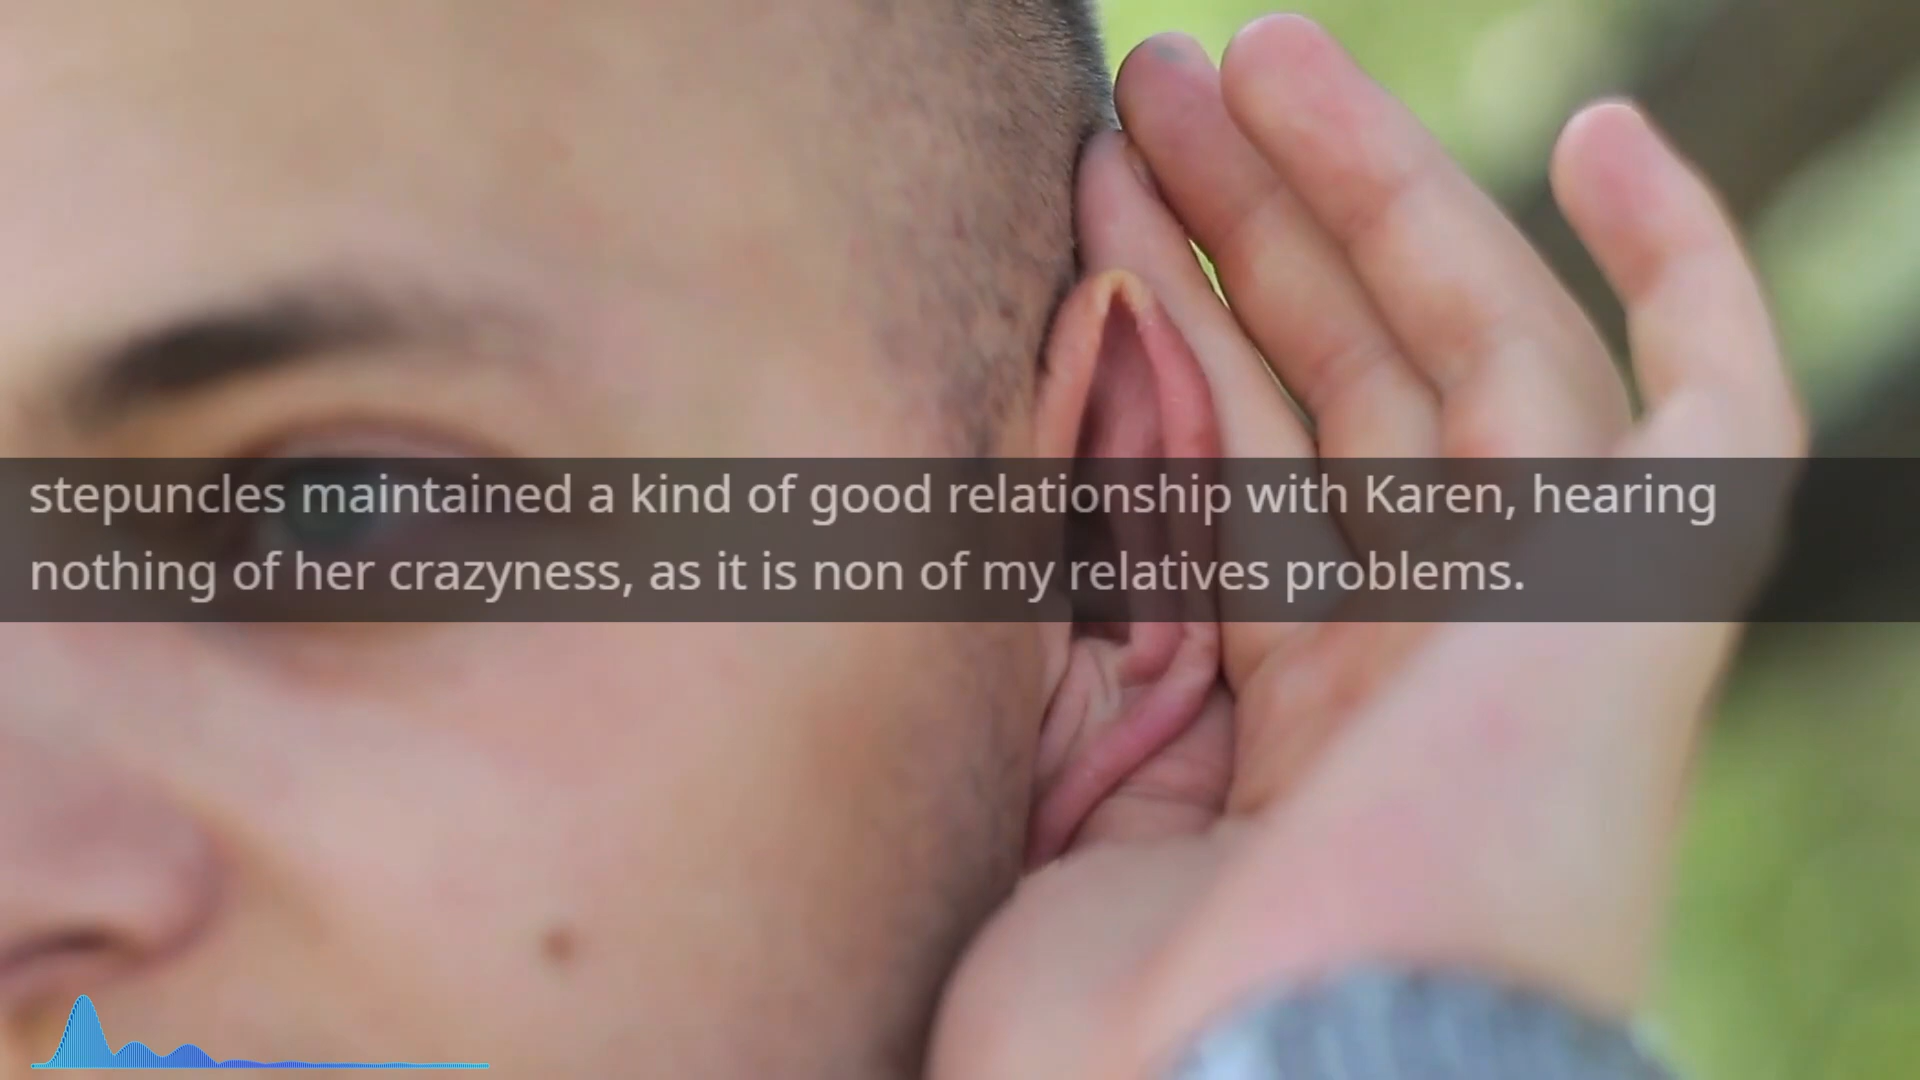 stepuncles maintained a kind of good relationship with Karen, hearing
nothing of her crazyness, as it is non of my relatives problems.